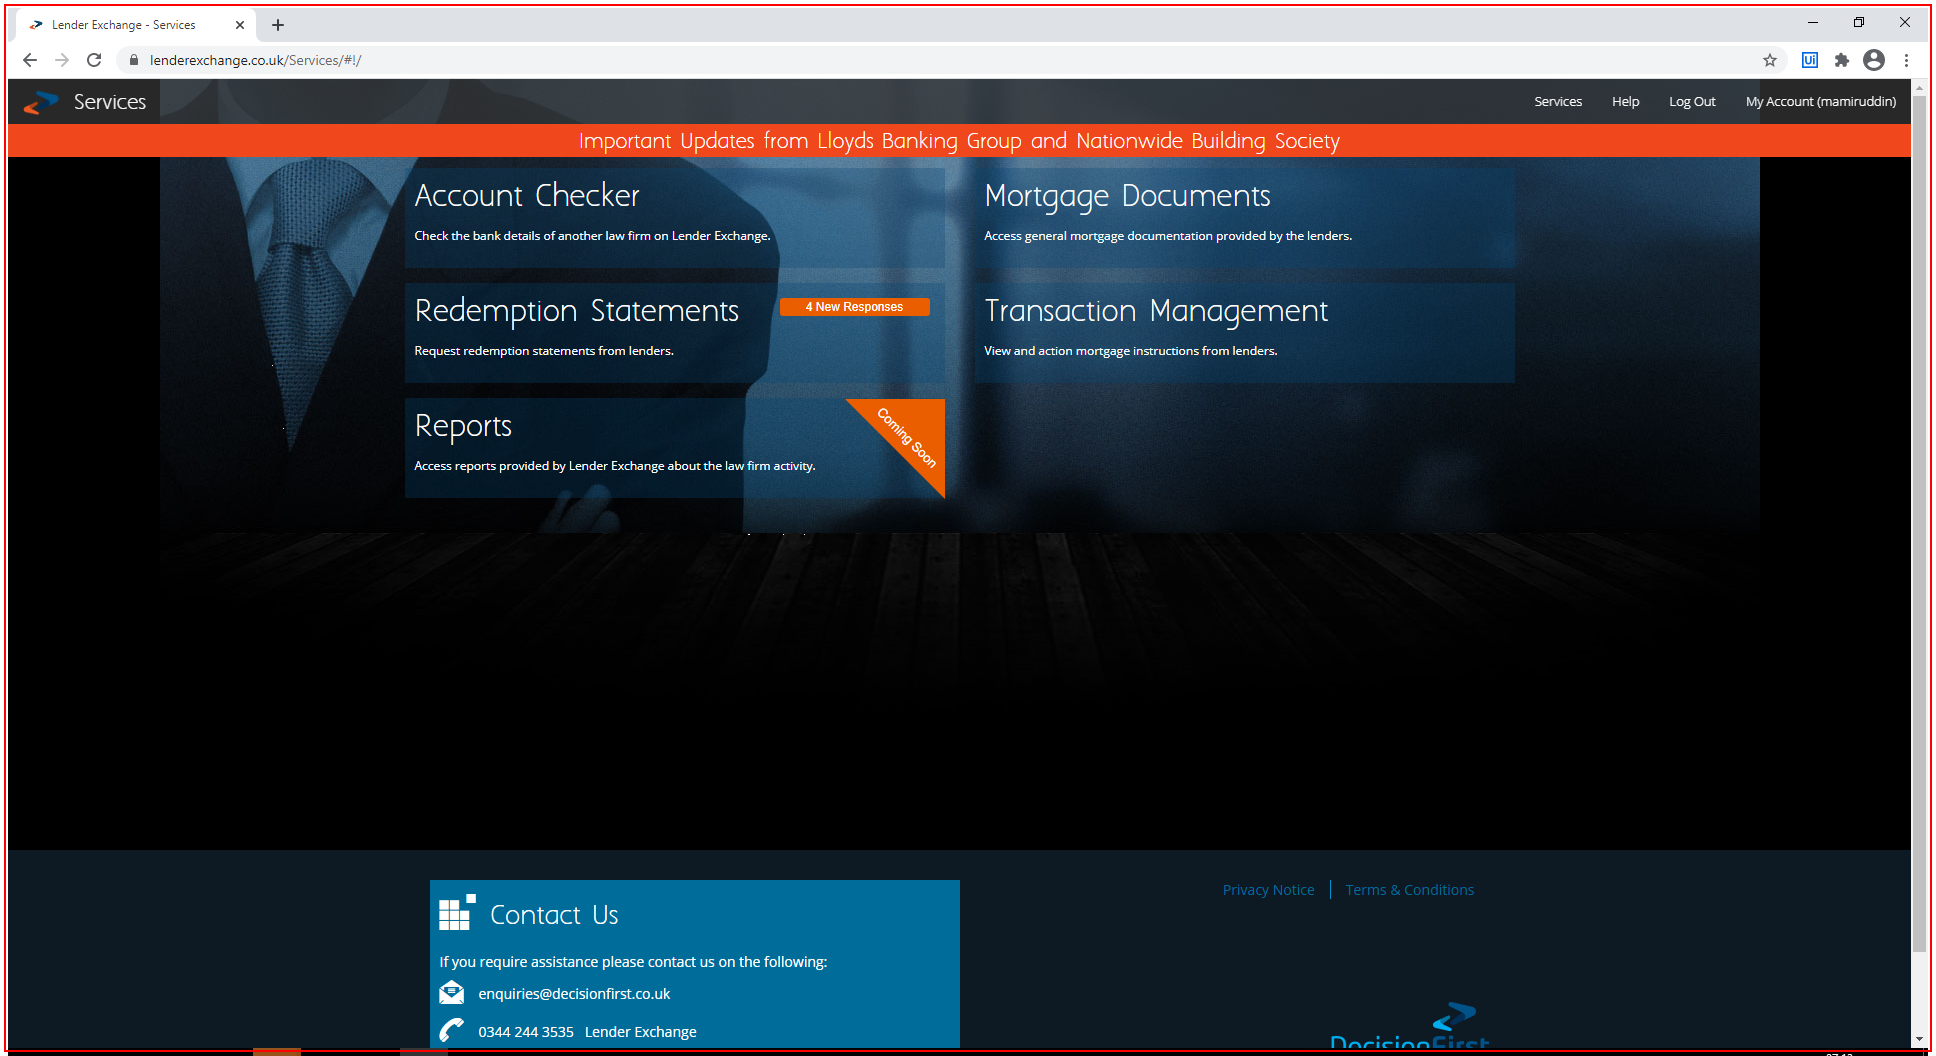 Lender Exchange - Services
lenderexchange.co.uk/Services/#!/
Ui
Services
Services Help Log Out My Account (mamiruddin)
Important Updates from Lloyds Banking Group and Nationwide Building Society
Account Checker
Check the bank details of another law firm on Lender Exchange.
Mortgage Documents
Access general mortgage documentation provided by the lenders.
Redemption Statements
4 New Responses
Request redemption statements from lenders.
Transaction Management
View and action mortgage instructions from lenders.
Reports
Coming Soon
Access reports provided by Lender Exchange about the law firm activity.
Contact Us
If you require assistance please contact us on the following:
enquiries@decisionfirst.co.uk
0344 244 3535 Lender Exchange
Privacy Notice Terms & Conditions
DecisionFirst